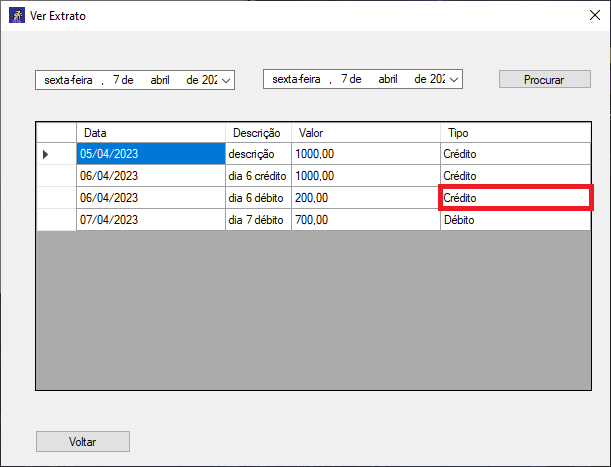 Ver Extrato
sexta-feira , 7 de abril de 202 sexta-feira , 7 de abril de 202 Procurar
Data Descrição Valor Tipo
05/04/2023 descrição 1000,00 Crédito
06/04/2023 dia 6 crédito 1000,00 Crédito
06/04/2023 dia 6 débito 200,00 Crédito
07/04/2023 dia 7 débito 700,00 Débito
Voltar